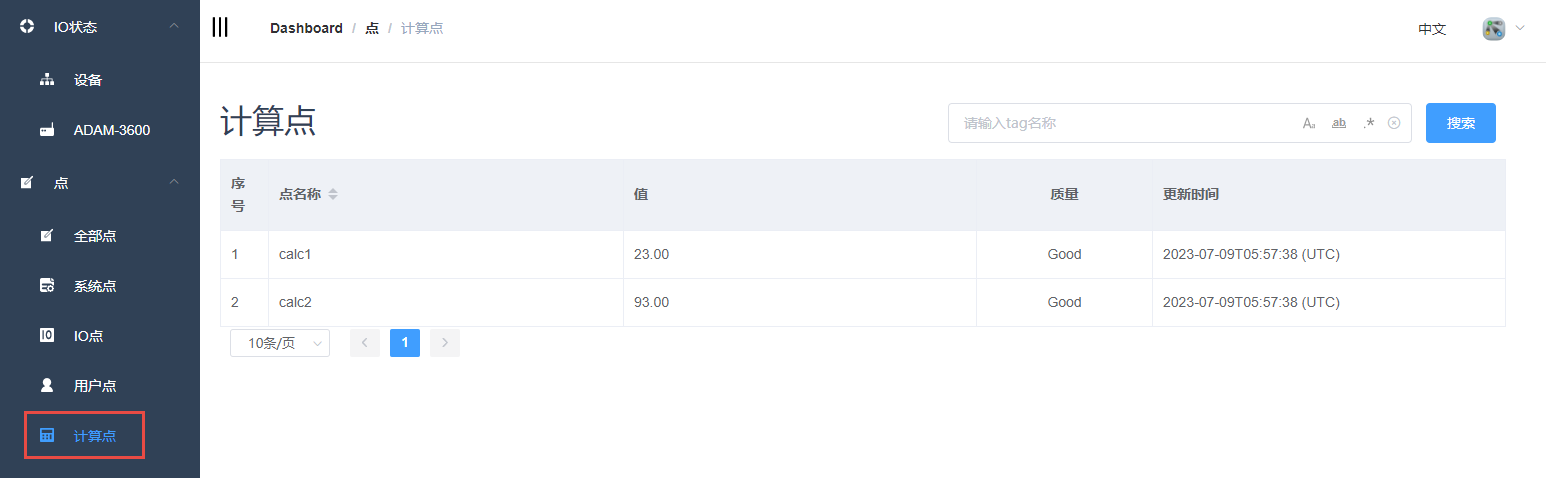 IO状态
设备
ADAM-3600
点
全部点
系统点
IO点
用户点
计算点
Dashboard / 点 / 计算点
中文
计算点
请输入tag名称 Aa ab .*
搜索
序号 点名称 值 质量 更新时间
1 calc1 23.00 Good 2023-07-09T05:57:38 (UTC)
2 calc2 93.00 Good 2023-07-09T05:57:38 (UTC)
10条/页 1